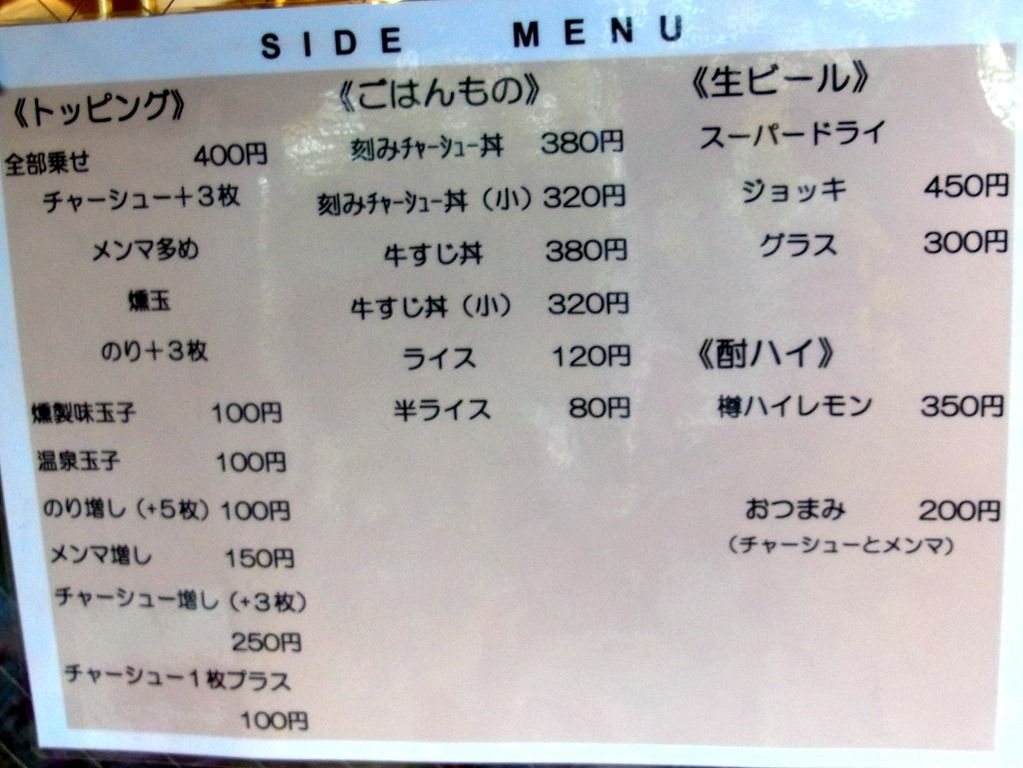 SIDE MENU
《トッピング》
全部乗せ 400円
チャーシュー＋３枚
メンマ多め
燻玉
のり＋３枚
燻製味玉子 100円
温泉玉子 100円
のり増し（+５枚）100円
メンマ増し 150円
チャーシュー増し（+３枚）
250円
チャーシュー１枚プラス
100円
《ごはんもの》
刻みﾁｬｰｼｭｰ丼 380円
刻みﾁｬｰｼｭｰ丼（小）320円
牛すじ丼 380円
牛すじ丼（小） 320円
ライス 120円
半ライス 80円
《生ビール》
スーパードライ
ジョッキ 450円
グラス 300円
《酎ハイ》
樽ハイレモン 350円
おつまみ 200円
（チャーシューとメンマ）